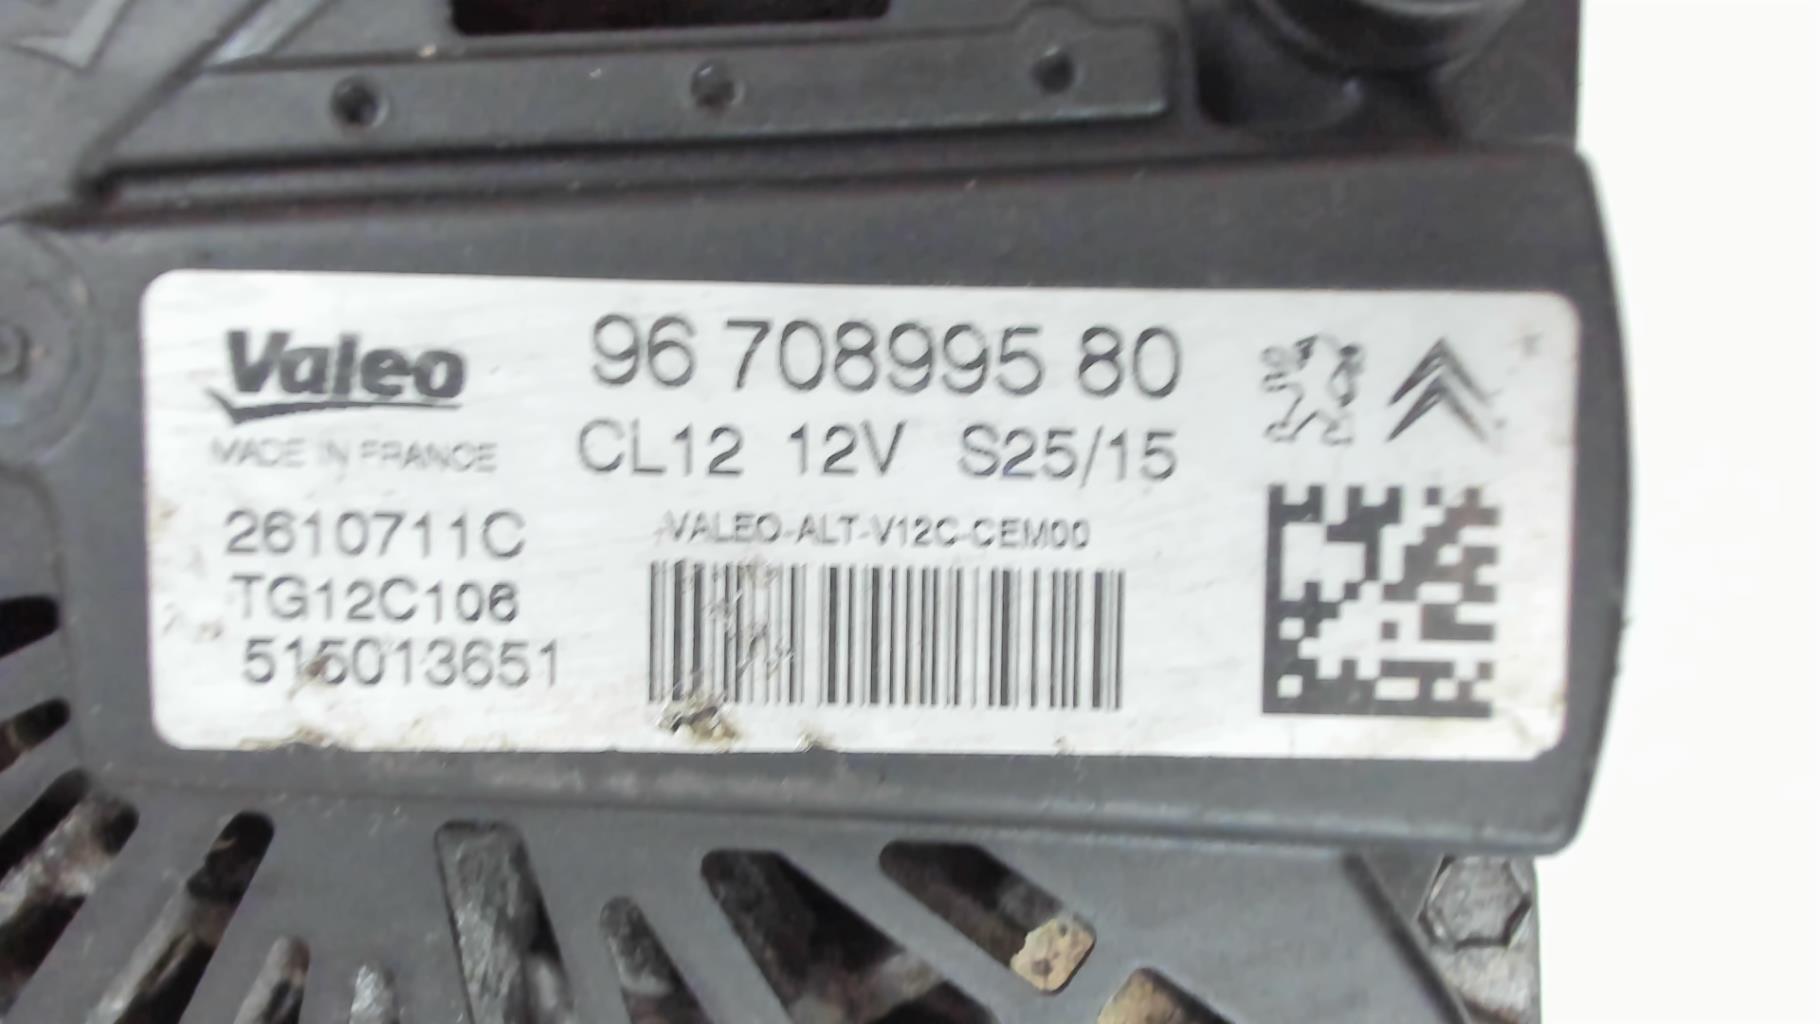 Valeo
MADE IN FRANCE
96 708995 80
CL12 12V S25/15
2610711C
TG12C106
515013651
VALEO-ALT-V12C-CEM00